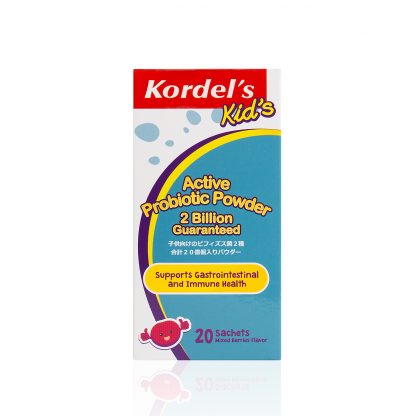 Kordel's
Kid's
Active
Probiotic Powder
2 Billion
Guaranteed
子供向けのビフィズス菌2種
合計20億個入りパウダー
Supports Gastrointestinal
and Immune Health
20 Sachets
Mixed Berries Flavor